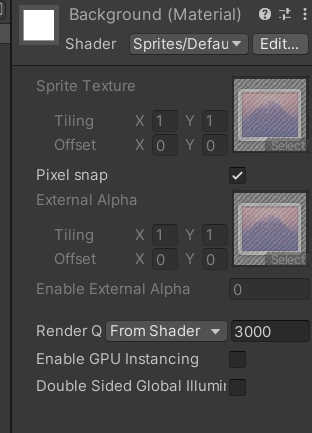 Background (Material)
Shader Sprites/Defau Edit...
Sprite Texture
Tiling X 1 Y 1
Offset X 0 Y 0
Select
Pixel snap
External Alpha
Tiling X 1 Y 1
Offset X 0 Y 0
Select
Enable External Alpha 0
Render Q From Shader 3000
Enable GPU Instancing
Double Sided Global Illumin